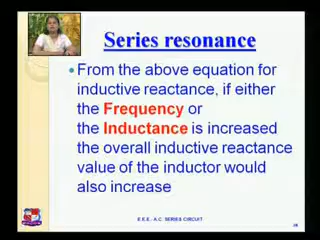 Series resonance
• From the above equation for
inductive reactance, if either
the Frequency or
the Inductance is increased
the overall inductive reactance
value of the inductor would
also increase
E.E.E.- A.C SERIES CIRCUIT